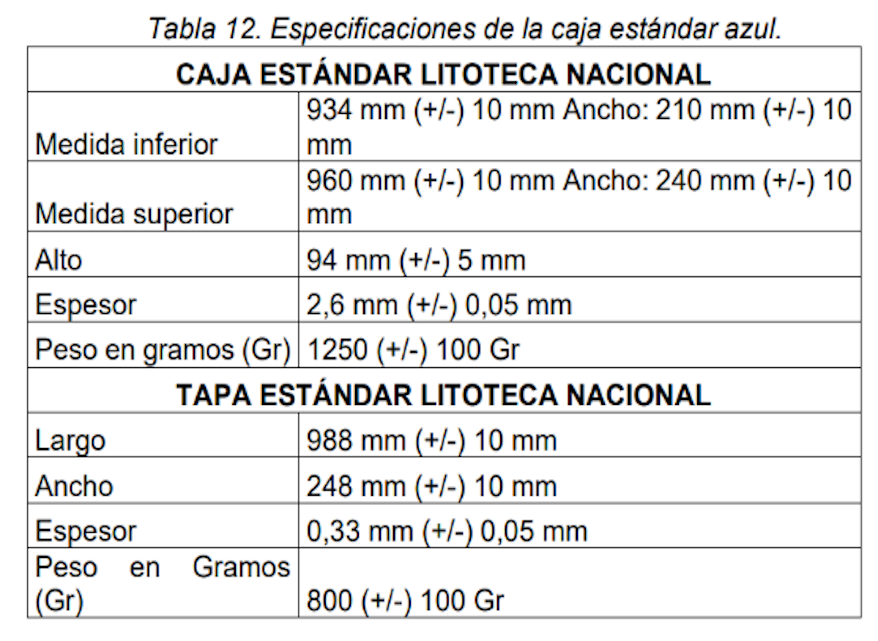 Tabla 12. Especificaciones de la caja estándar azul.
CAJA ESTÁNDAR LITOTECA NACIONAL
Medida inferior 934 mm (+/-) 10 mm Ancho: 210 mm (+/-) 10
mm
Medida superior 960 mm (+/-) 10 mm Ancho: 240 mm (+/-) 10
mm
Alto 94 mm (+/-) 5 mm
Espesor 2,6 mm (+/-) 0,05 mm
Peso en gramos (Gr) 1250 (+/-) 100 Gr
TAPA ESTÁNDAR LITOTECA NACIONAL
Largo 988 mm (+/-) 10 mm
Ancho 248 mm (+/-) 10 mm
Espesor 0,33 mm (+/-) 0,05 mm
Peso en Gramos
(Gr) 800 (+/-) 100 Gr